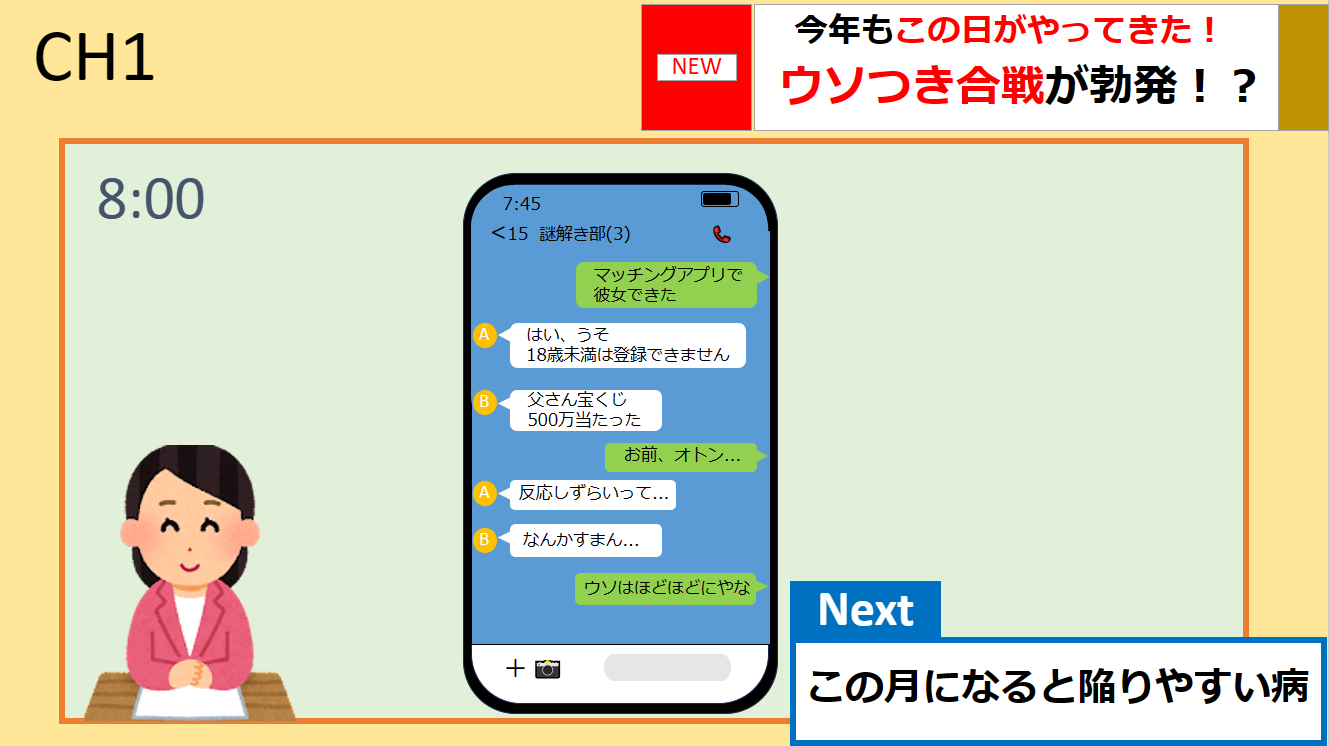 CH1
NEW
今年もこの日がやってきた！
ウソつき合戦が勃発！？
8:00
7:45
<15 謎解き部(3)
マッチングアプリで
彼女できた
A
はい、うそ
18歳未満は登録できません
B
父さん宝くじ
500万当たった
お前、オトン…
A
反応しずらいって…
B
なんかすまん…
ウソはほどほどにやな
＋
Next
この月になると陥りやすい病